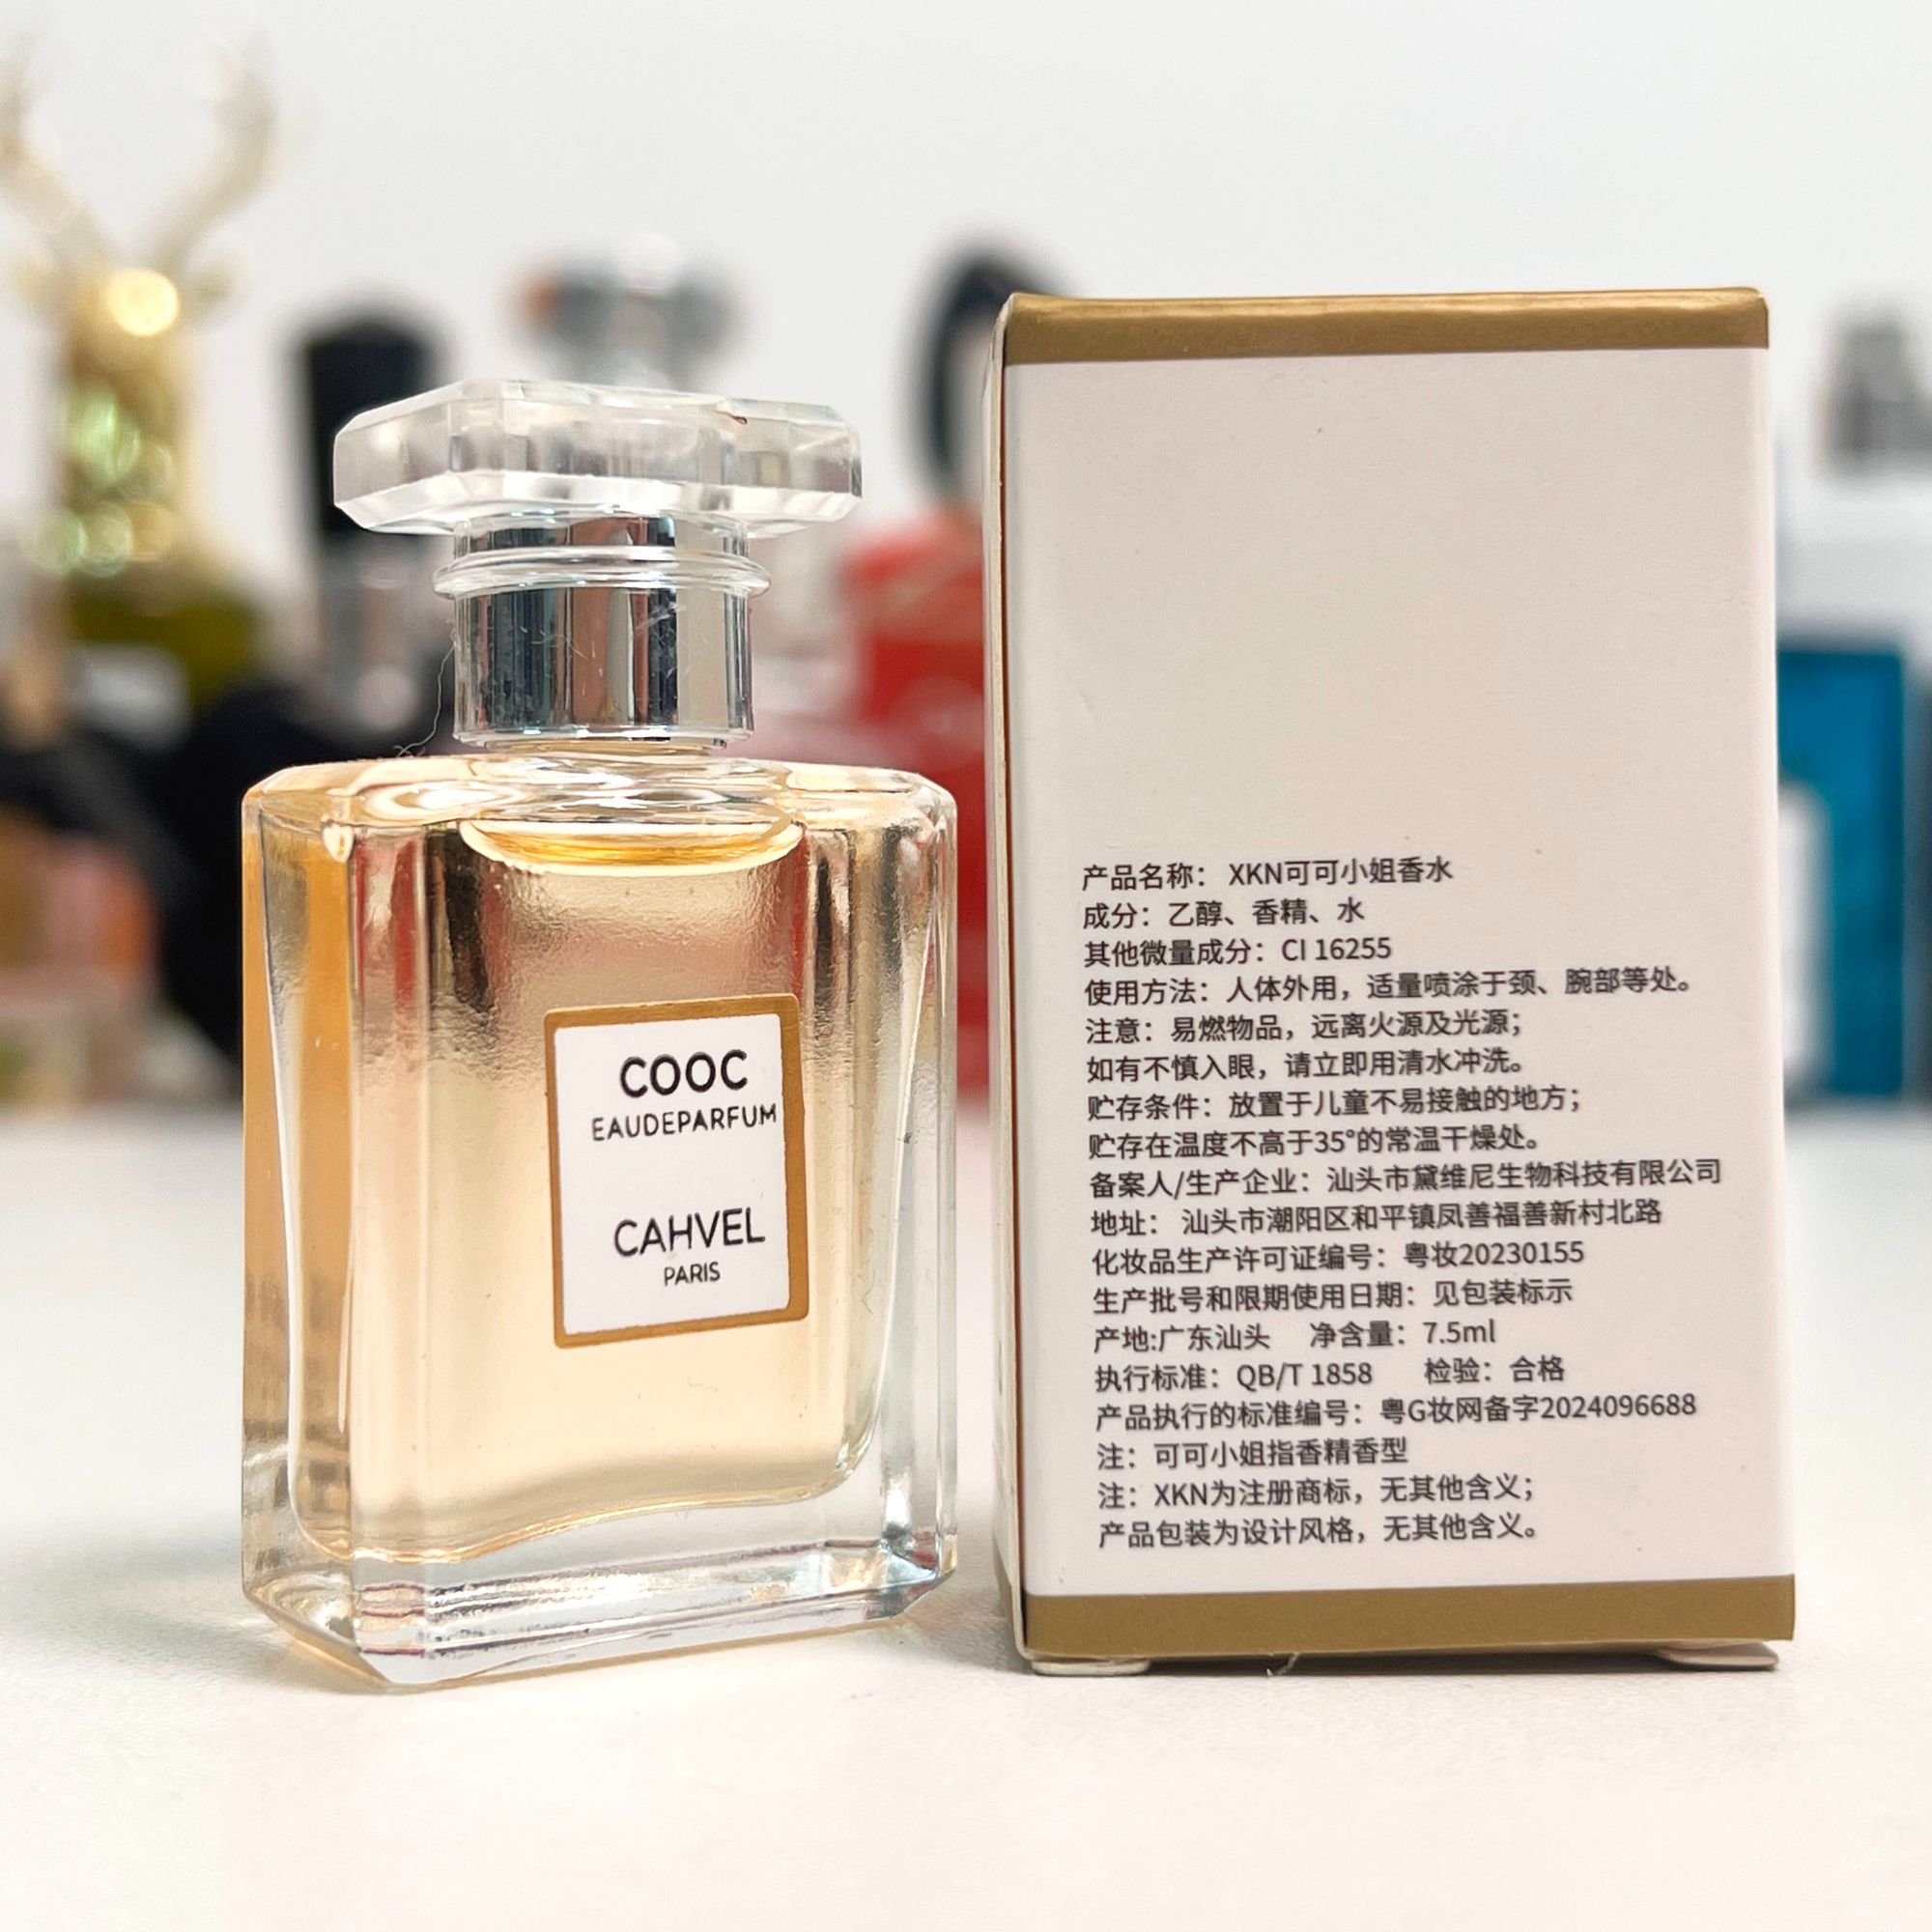 COOC
EAUDEPARFUM
CAHVEL
PARIS
产品名称： XKN可可小姐香水
成分：乙醇、香精、水
其他微量成分：CI 16255
使用方法：人体外用，适量喷涂于颈、腕部等处。
注意：易燃物品，远离火源及光源；
如有不慎入眼，请立即用清水冲洗。
贮存条件：放置于儿童不易接触的地方；
贮存在温度不高于35°的常温干燥处。
备案人/生产企业：汕头市黛维尼生物科技有限公司
地址： 汕头市潮阳区和平镇凤善福善新村北路
化妆品生产许可证编号：粤妆20230155
生产批号和限期使用日期：见包装标示
产地:广东汕头 净含量：7.5ml
执行标准：QB/T 1858 检验：合格
产品执行的标准编号：粤G妆网备字2024096688
注：可可小姐指香精香型
注：XKN为注册商标，无其他含义；
产品包装为设计风格，无其他含义。